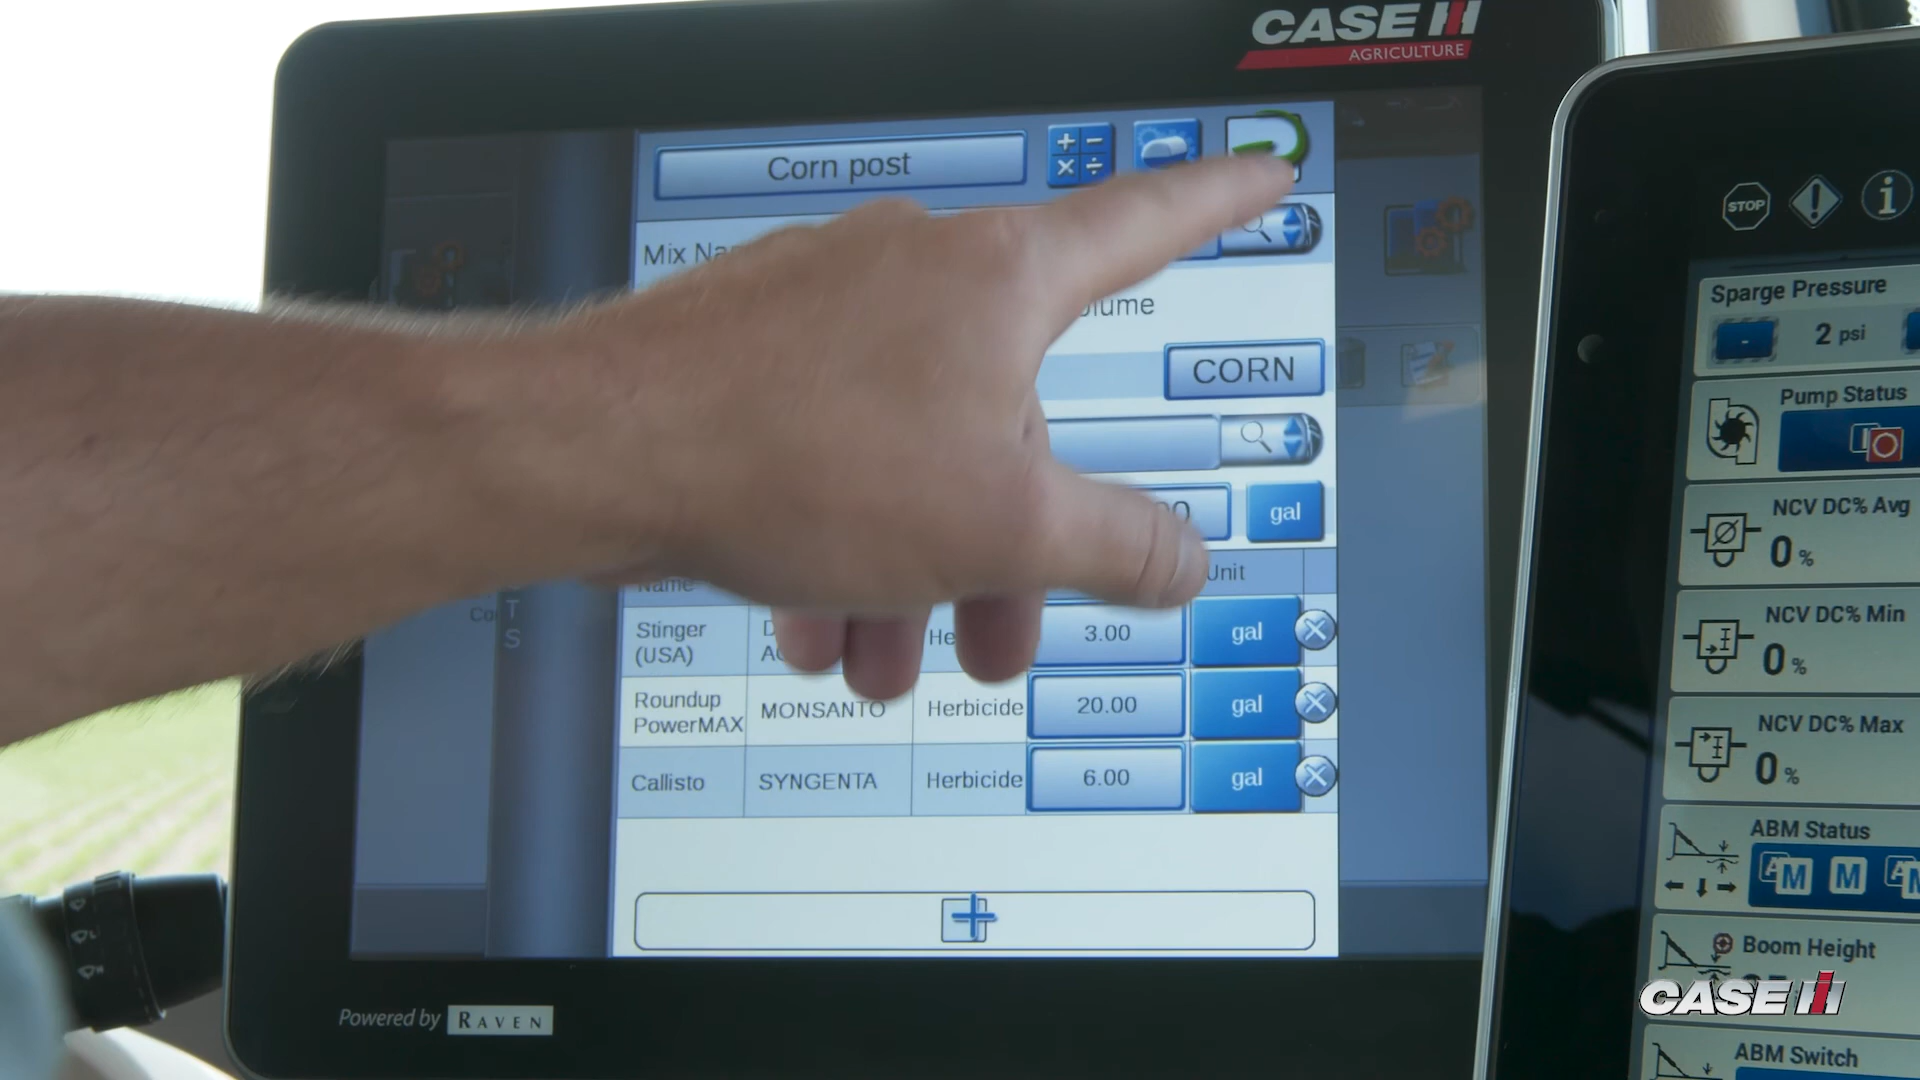 CASE IH
AGRICULTURE
Corn post
+ −
× ÷
Mix
CORN
gal
Name
Unit
Stinger
(USA)
3.00
gal
Roundup
PowerMAX
MONSANTO
Herbicide
20.00
gal
Callisto
SYNGENTA
Herbicide
6.00
gal
T
S
Powered by RAVEN
STOP
!
i
Sparge Pressure
- 2 psi
Pump Status
NCV DC% Avg
0 %
NCV DC% Min
0 %
NCV DC% Max
0 %
ABM Status
M M
Boom Height
CASE IH
ABM Switch